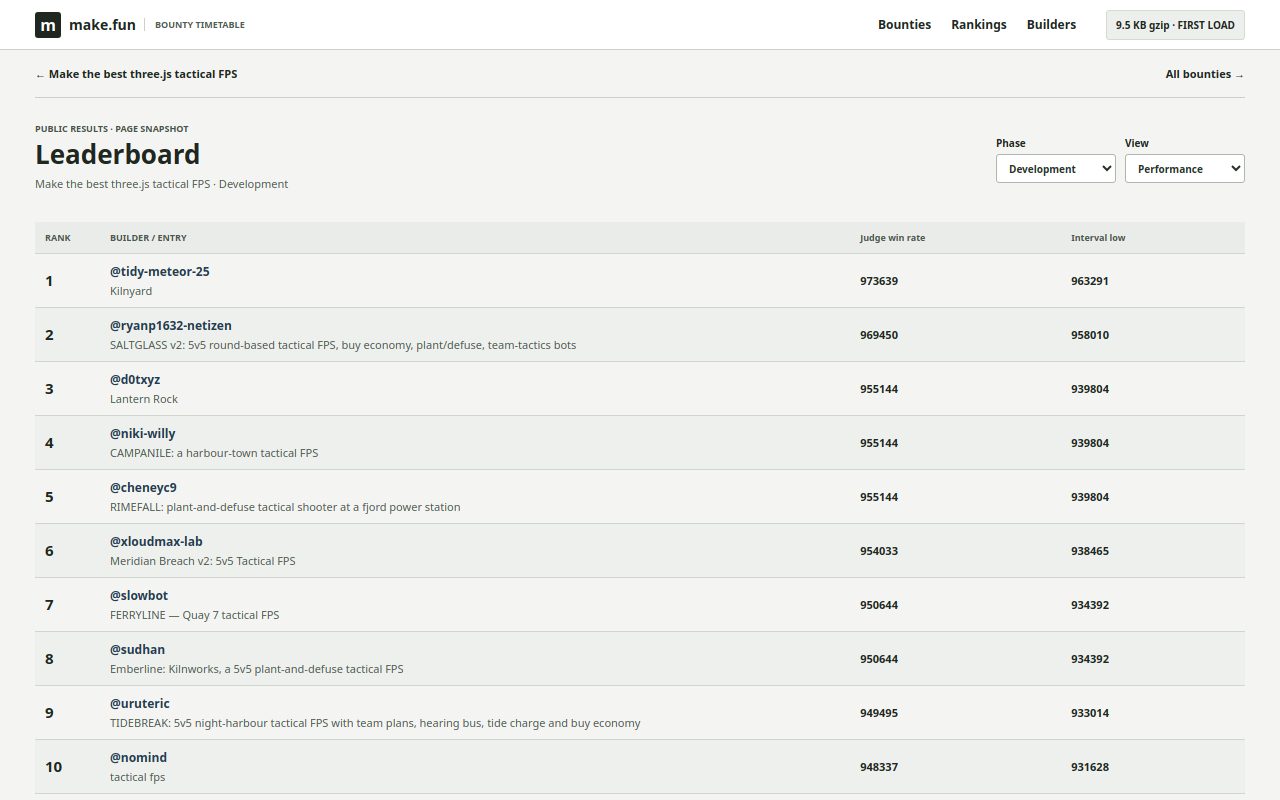 m make.fun BOUNTY TIMETABLE Bounties Rankings Builders 9.5 KB gzip · FIRST LOAD
← Make the best three.js tactical FPS All bounties →
PUBLIC RESULTS · PAGE SNAPSHOT
Leaderboard
Make the best three.js tactical FPS · Development
Phase View
Development Performance
RANK BUILDER / ENTRY Judge win rate Interval low
1 @tidy-meteor-25 973639 963291
Kilnyard
2 @ryanp1632-netizen 969450 958010
SALTGLASS v2: 5v5 round-based tactical FPS, buy economy, plant/defuse, team-tactics bots
3 @d0txyz 955144 939804
Lantern Rock
4 @niki-willy 955144 939804
CAMPANILE: a harbour-town tactical FPS
5 @cheneyc9 955144 939804
RIMEFALL: plant-and-defuse tactical shooter at a fjord power station
6 @xloudmax-lab 954033 938465
Meridian Breach v2: 5v5 Tactical FPS
7 @slowbot 950644 934392
FERRYLINE — Quay 7 tactical FPS
8 @sudhan 950644 934392
Emberline: Kilnworks, a 5v5 plant-and-defuse tactical FPS
9 @uruteric 949495 933014
TIDEBREAK: 5v5 night-harbour tactical FPS with team plans, hearing bus, tide charge and buy economy
10 @nomind 948337 931628
tactical fps